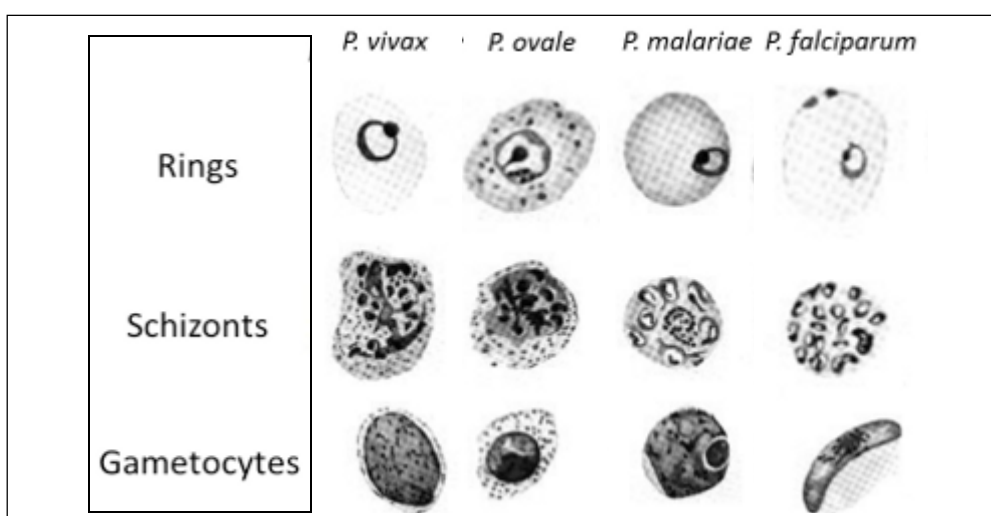 P. vivax P. ovale P. malariae P. falciparum
Rings
Schizonts
Gametocytes